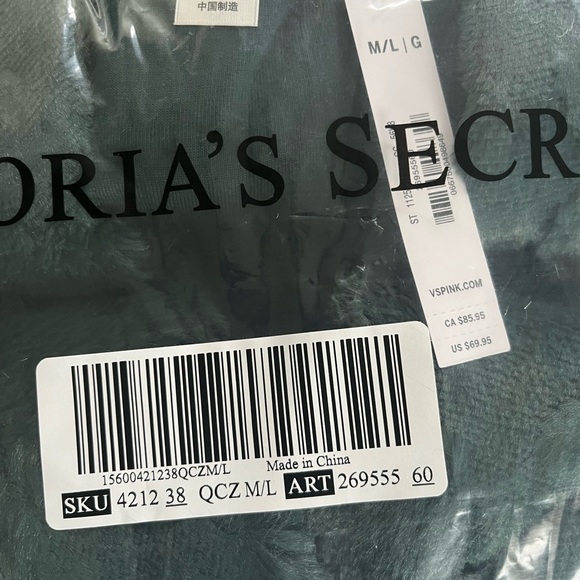 中国制造
M/L | G
ORIA'S SECR
VSPINK.COM
CA $85.95
US $69.95
15600421238QCZM/L
Made in China
SKU 4212 38 QCZ M/L ART 269555 60